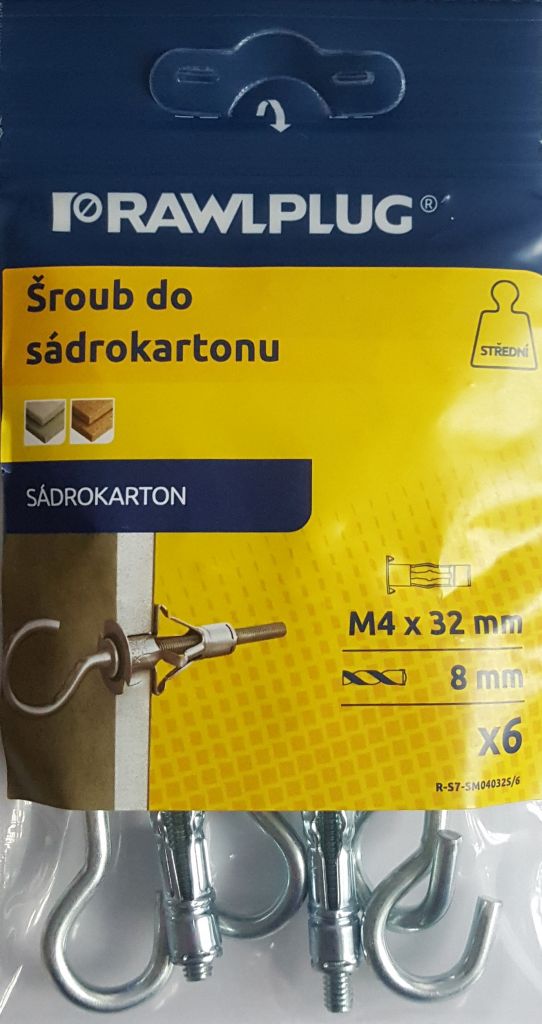 RAWLPLUG®
Šroub do
sádrokartonu
STŘEDNÍ
SÁDROKARTON
M4 x 32 mm
8 mm
x6
R-S7-SM04032S/6